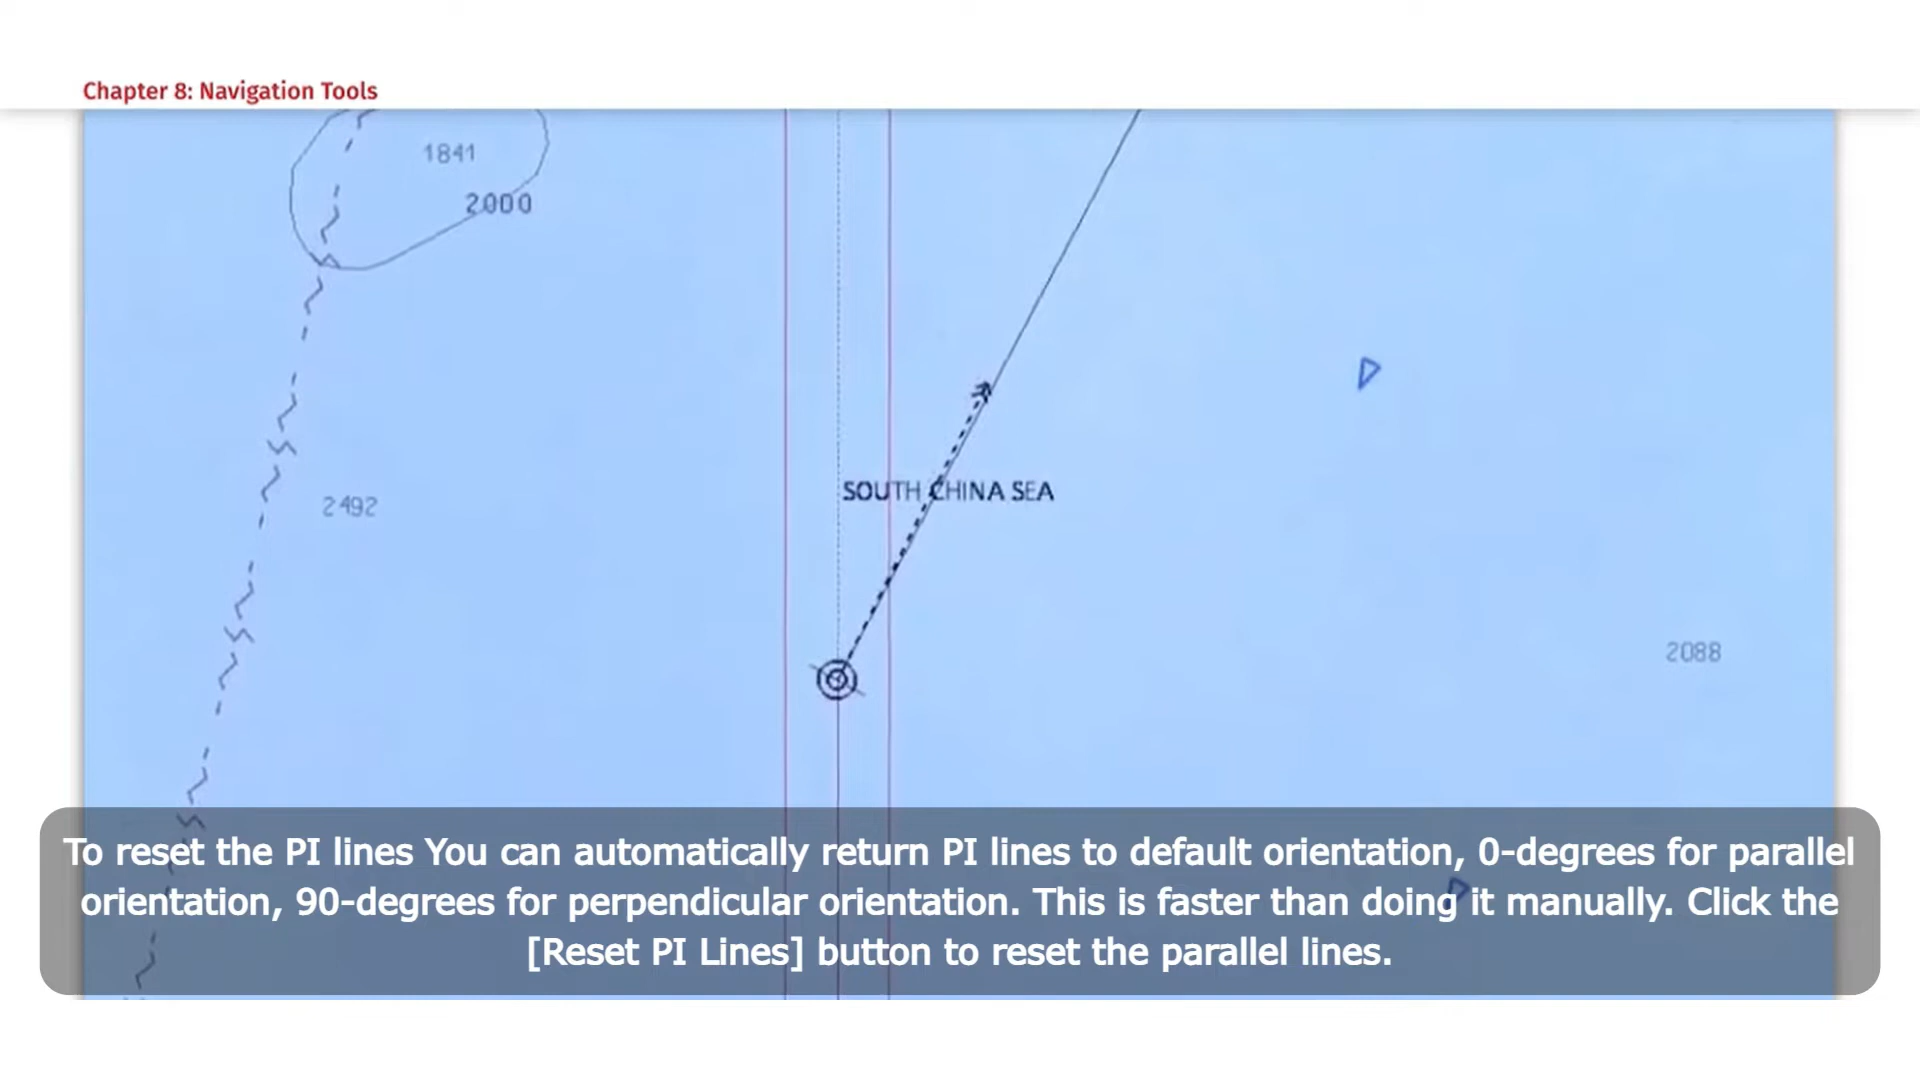 Chapter 8: Navigation Tools
1841
2000
SOUTH CHINA SEA
2492
2088
To reset the PI lines You can automatically return PI lines to default orientation, 0-degrees for parallel
orientation, 90-degrees for perpendicular orientation. This is faster than doing it manually. Click the
[Reset PI Lines] button to reset the parallel lines.